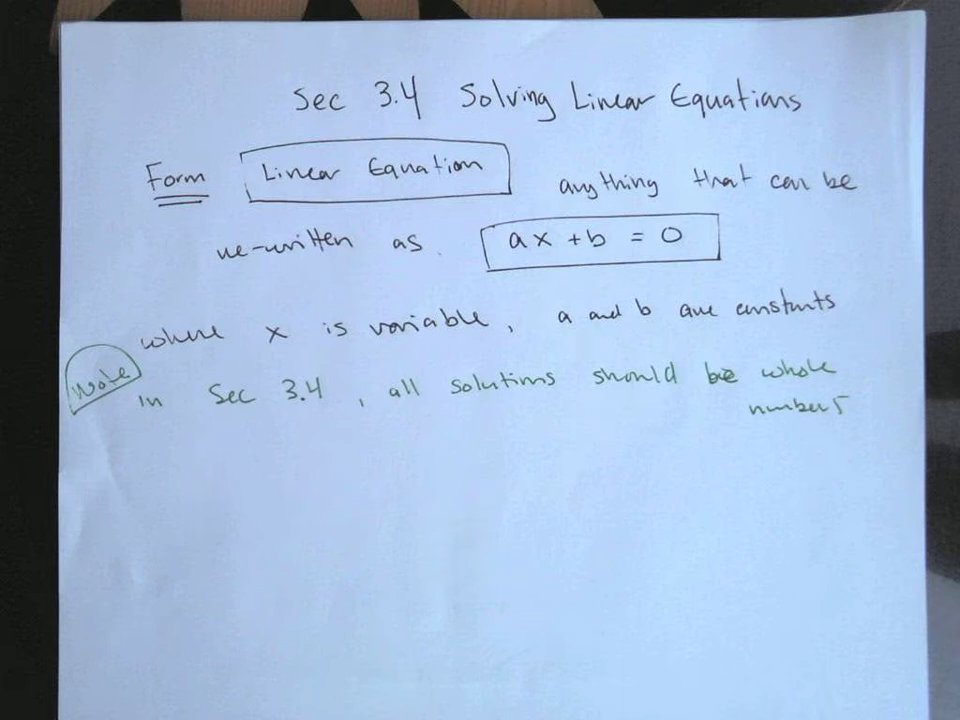 Sec 3.4 Solving Linear Equations
Form Linear Equation anything that can be
re-written as ax + b = 0
where x is variable, a and b are constants
Note
in Sec 3.4, all solutions should be whole
numbers